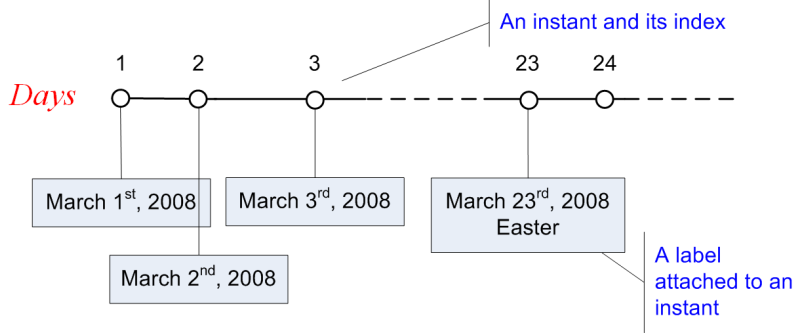 An instant and its index
1 2 3 23 24
Days
March 1st, 2008
March 3rd, 2008
March 23rd, 2008
Easter
March 2nd, 2008
A label
attached to an
instant